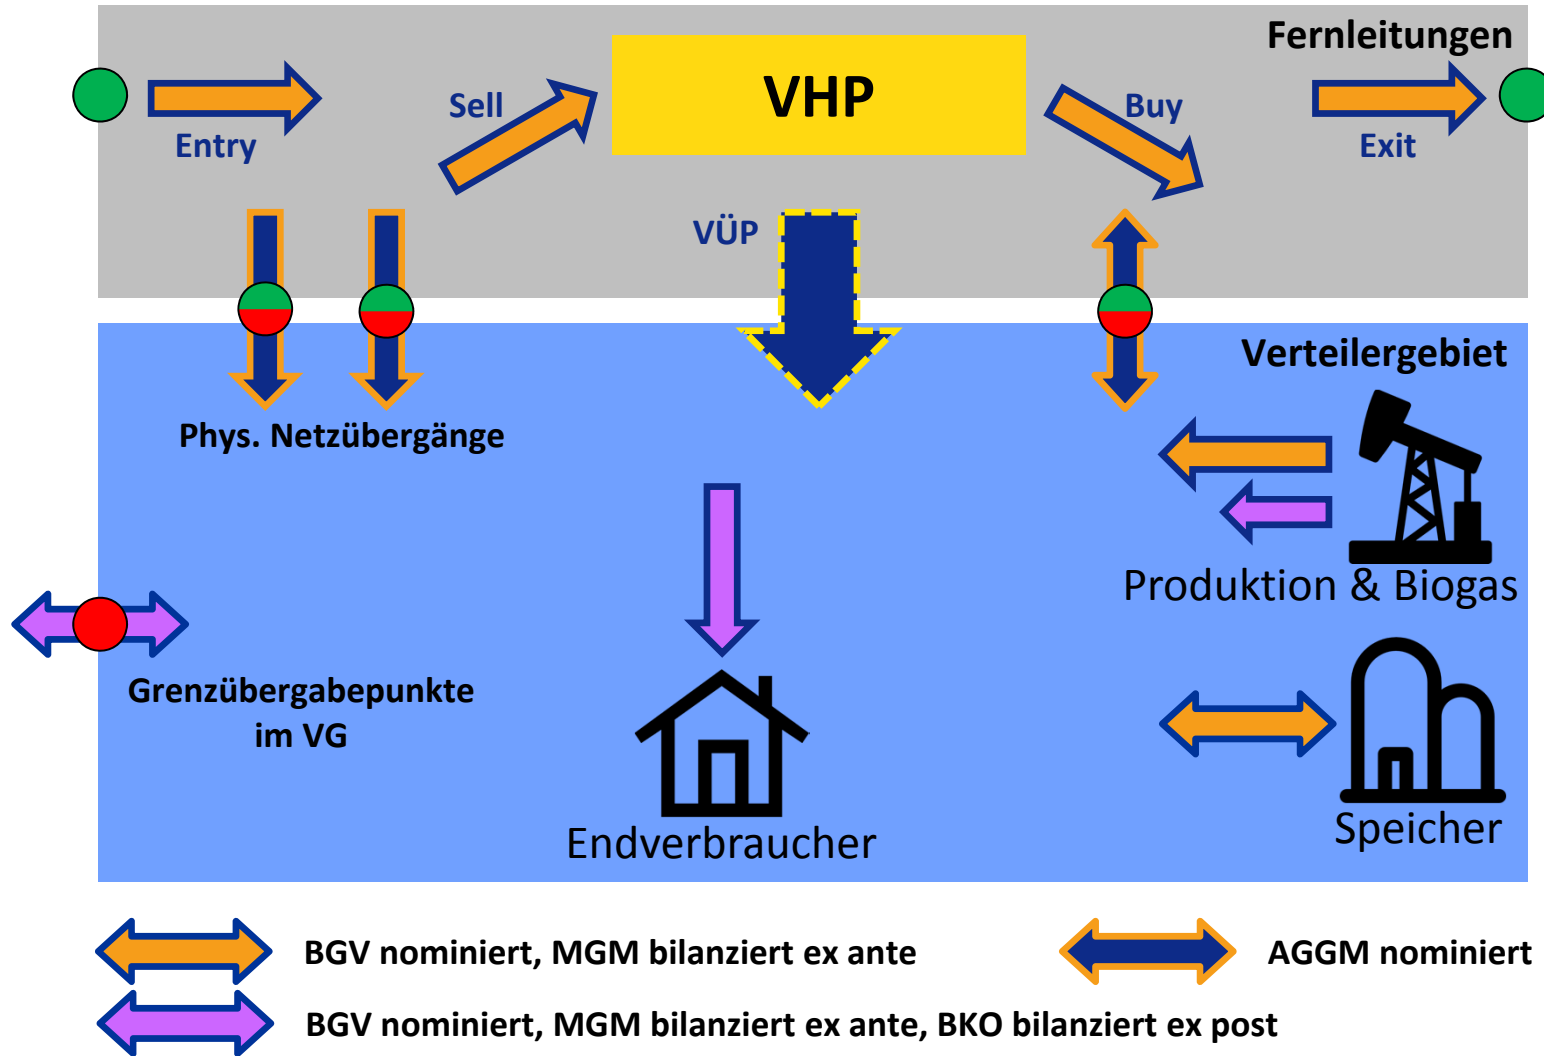 Fernleitungen
VHP
Sell
Buy
Entry
Exit
VÜP
Verteilergebiet
Phys. Netzübergänge
Produktion & Biogas
Grenzübergabepunkte
im VG
Endverbraucher
Speicher
BGV nominiert, MGM bilanziert ex ante
AGGM nominiert
BGV nominiert, MGM bilanziert ex ante, BKO bilanziert ex post